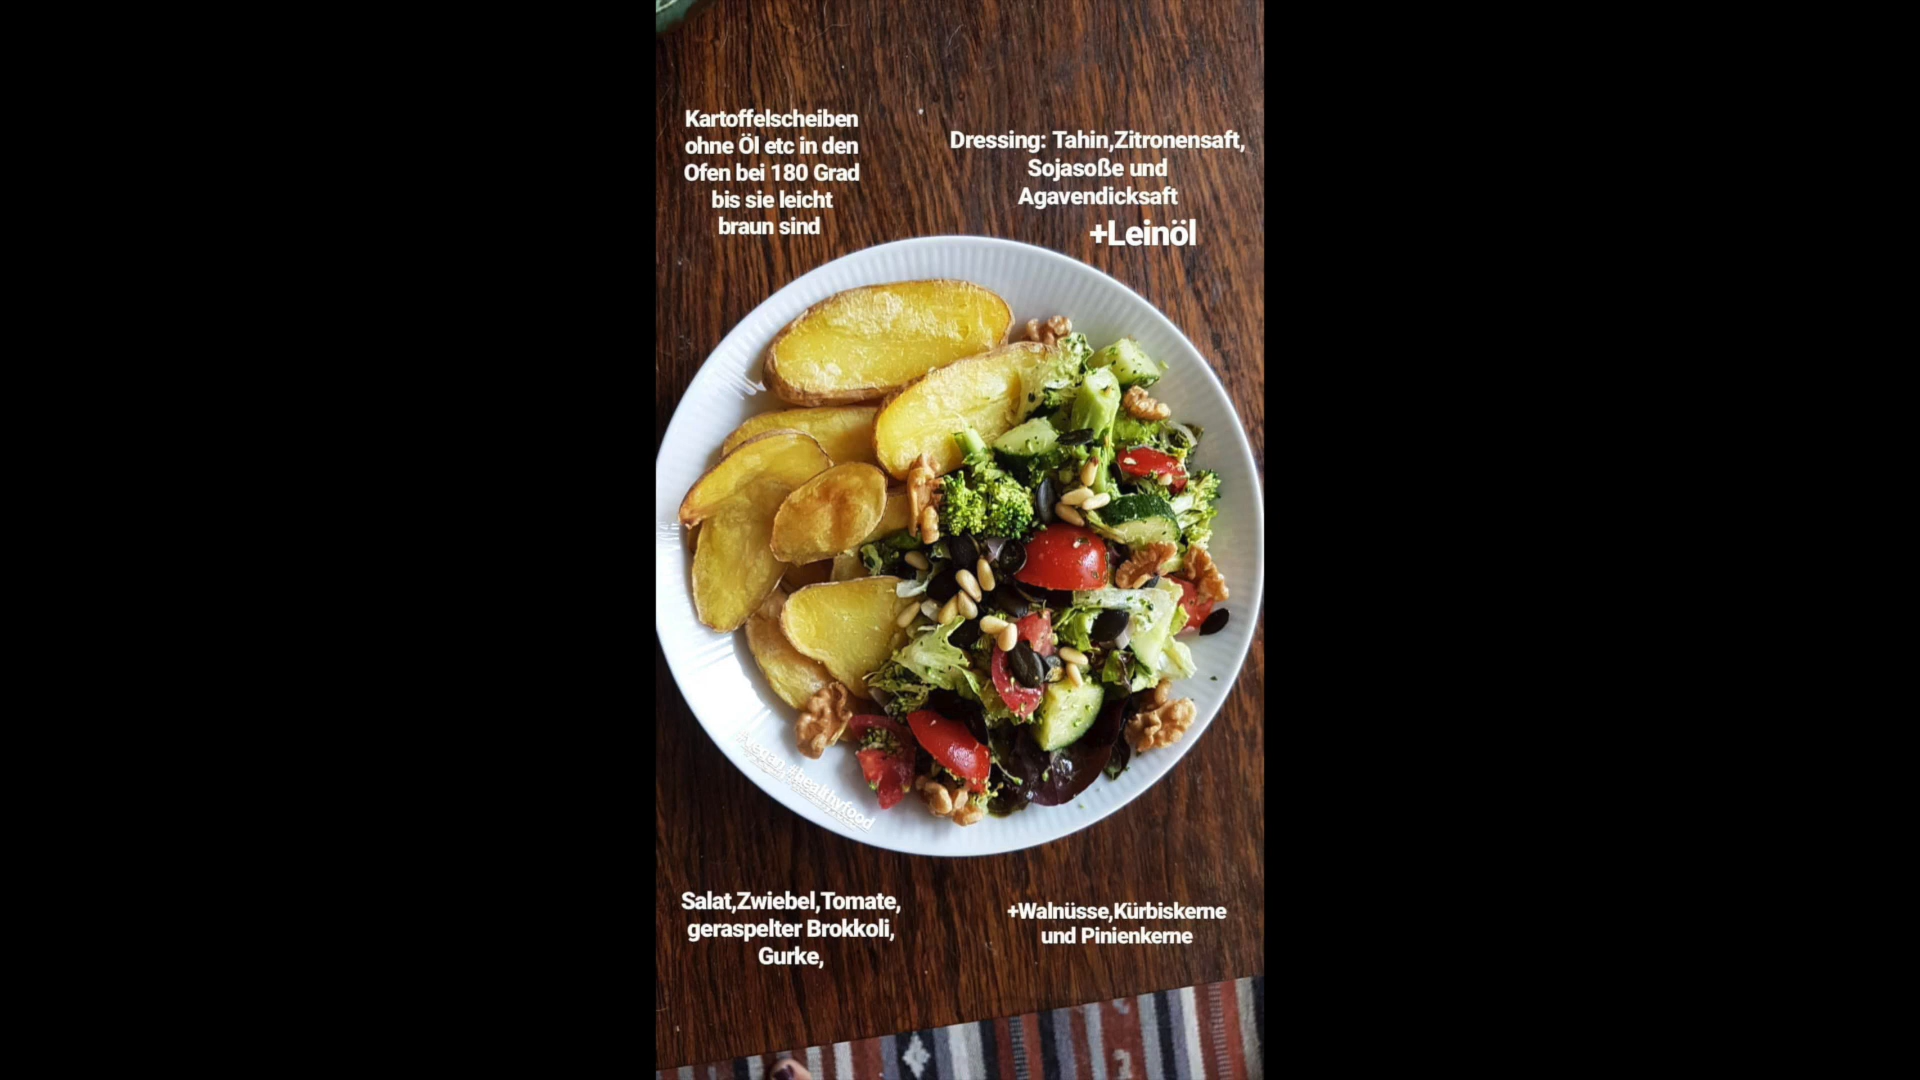 Kartoffelscheiben
ohne Öl etc in den
Ofen bei 180 Grad
bis sie leicht
braun sind
Dressing: Tahin,Zitronensaft,
Sojasoße und
Agavendicksaft
+Leinöl
#vegan #healthyfood
Salat,Zwiebel,Tomate,
geraspelter Brokkoli,
Gurke,
+Walnüsse,Kürbiskerne
und Pinienkerne